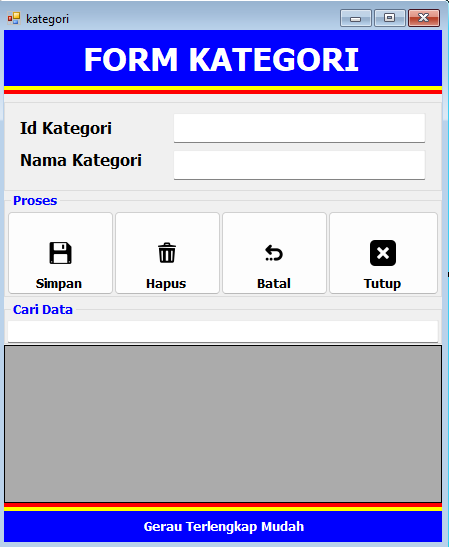 kategori
FORM KATEGORI
Id Kategori
Nama Kategori
Proses
Simpan Hapus Batal Tutup
Cari Data
Gerau Terlengkap Mudah